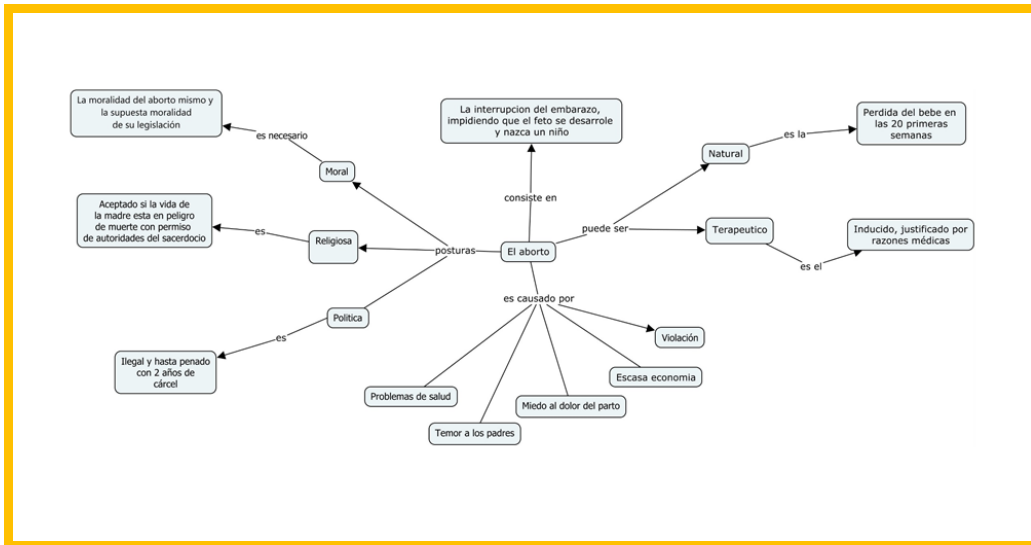 La moralidad del aborto mismo y
la supuesta moralidad
de su legislación
es necesario
Moral
La interrupcion del embarazo,
impidiendo que el feto se desarrole
y nazca un niño
consiste en
Perdida del bebe en
las 20 primeras
semanas
es la
Natural
Aceptado si la vida de
la madre esta en peligro
de muerte con permiso
de autoridades del sacerdocio
es
Religiosa
posturas
El aborto
puede ser
Terapeutico
es el
Inducido, justificado por
razones médicas
Politica
es
Ilegal y hasta penado
con 2 años de
cárcel
es causado por
Violación
Escasa economia
Problemas de salud
Miedo al dolor del parto
Temor a los padres